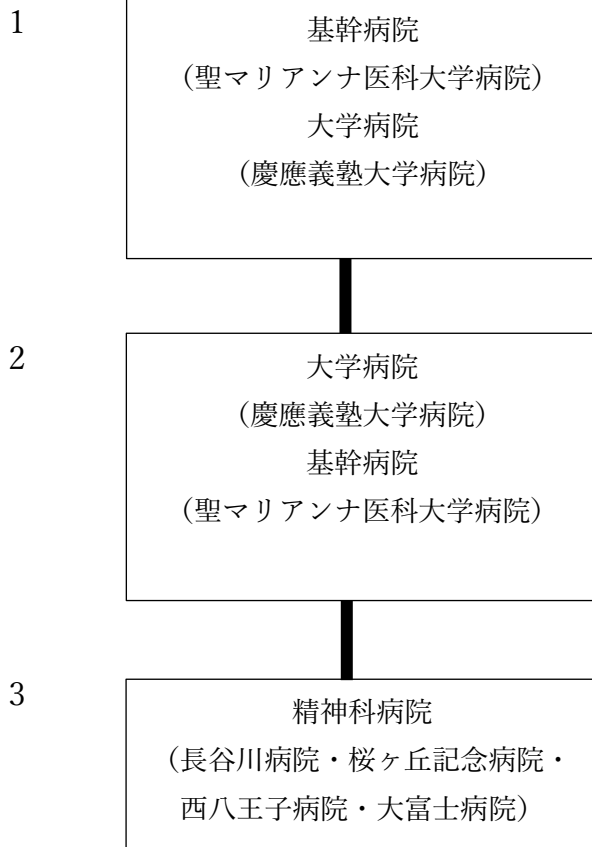 1
基幹病院
（聖マリアンナ医科大学病院）
大学病院
（慶應義塾大学病院）
2
大学病院
（慶應義塾大学病院）
基幹病院
（聖マリアンナ医科大学病院）
3
精神科病院
（長谷川病院・桜ヶ丘記念病院・
西八王子病院・大富士病院）